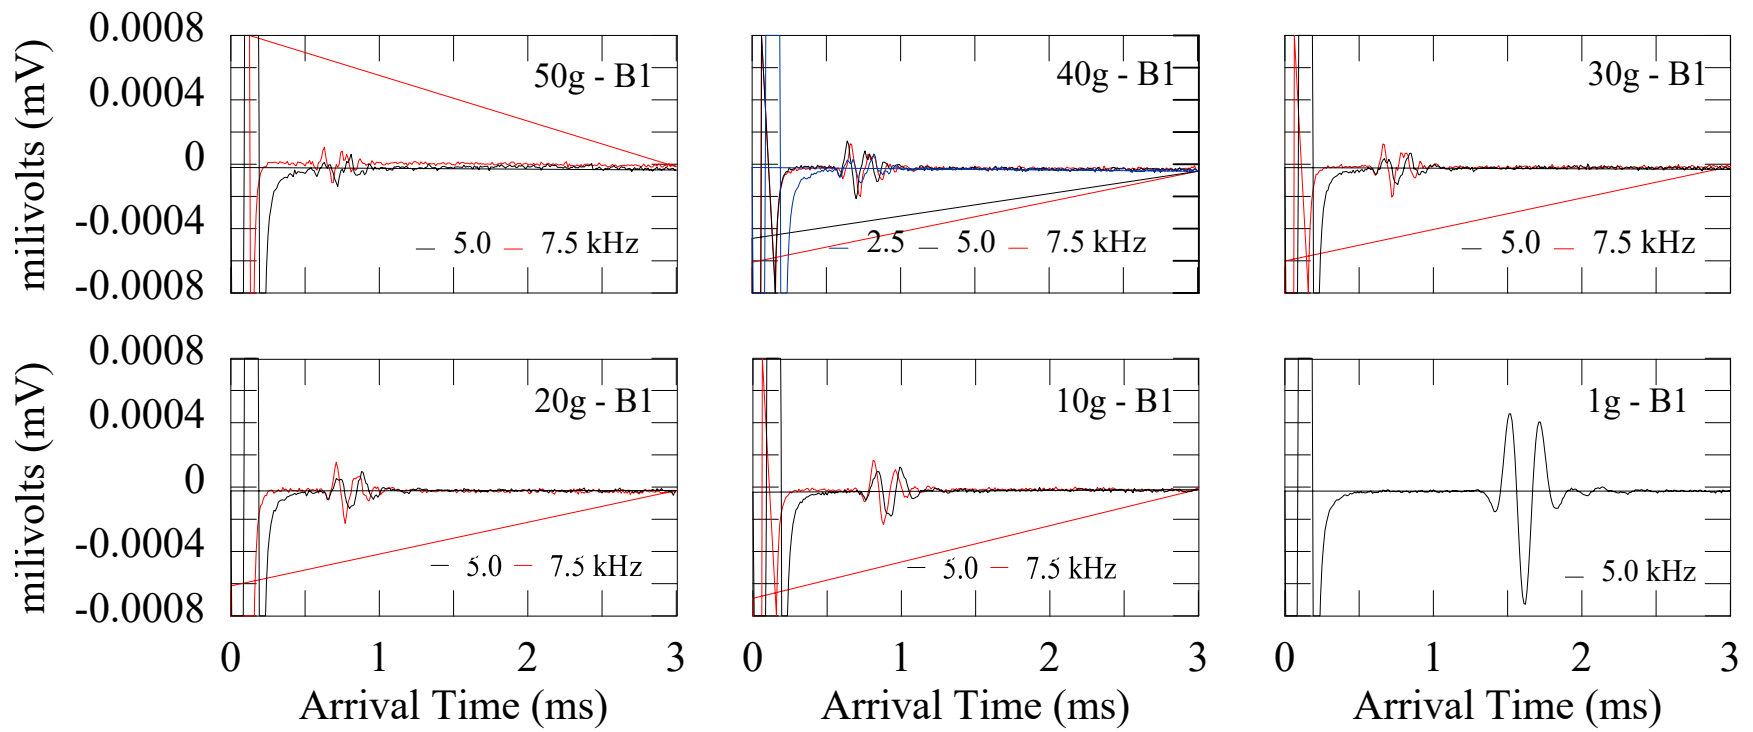 milivolts (mV)
0.0008
0.0004
0
-0.0004
-0.0008
50g - B1
5.0 7.5 kHz
40g - B1
2.5 5.0 7.5 kHz
30g - B1
5.0 7.5 kHz
milivolts (mV)
0.0008
0.0004
0
-0.0004
-0.0008
20g - B1
5.0 7.5 kHz
10g - B1
5.0 7.5 kHz
1g - B1
5.0 kHz
0 1 2 3
0 1 2 3
0 1 2 3
Arrival Time (ms)
Arrival Time (ms)
Arrival Time (ms)